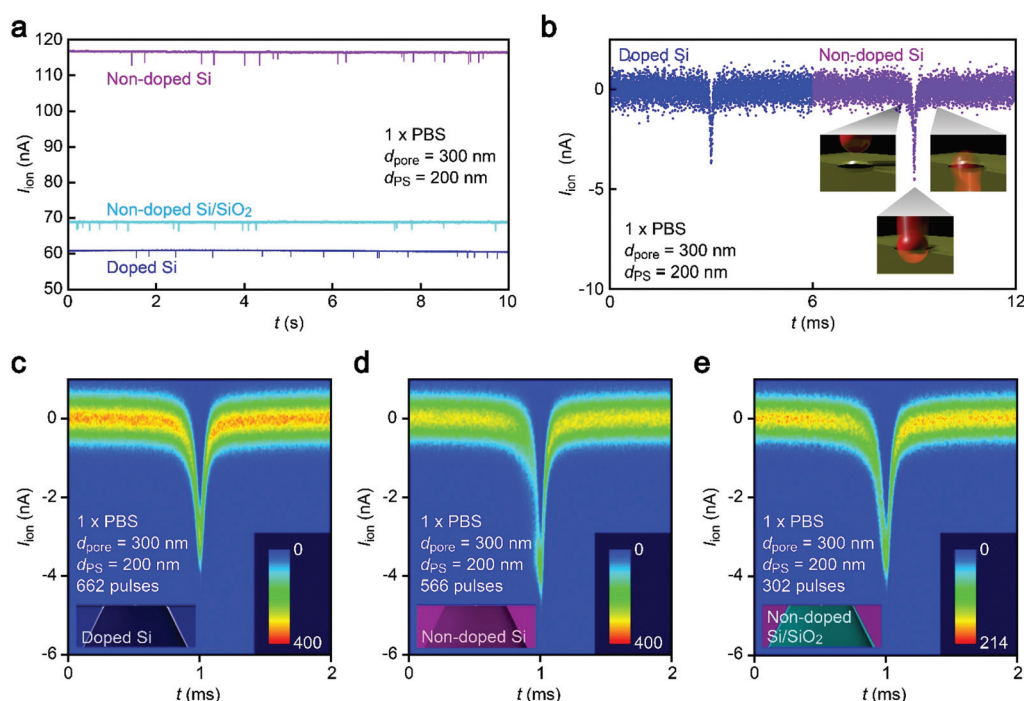 a
120
110
100
90
80
70
60
50
I_ion (nA)
Non-doped Si
1 x PBS
d_pore = 300 nm
d_PS = 200 nm
Non-doped Si/SiO₂
Doped Si
0 2 4 6 8 10
t (s)
b
0
-5
-10
I_ion (nA)
Doped Si
Non-doped Si
1 x PBS
d_pore = 300 nm
d_PS = 200 nm
0 6 12
t (ms)
c
0
-2
-4
-6
I_ion (nA)
1 x PBS
d_pore = 300 nm
d_PS = 200 nm
662 pulses
Doped Si
0
400
0 1 2
t (ms)
d
0
-2
-4
-6
I_ion (nA)
1 x PBS
d_pore = 300 nm
d_PS = 200 nm
566 pulses
Non-doped Si
0
400
0 1 2
t (ms)
e
0
-2
-4
-6
I_ion (nA)
1 x PBS
d_pore = 300 nm
d_PS = 200 nm
302 pulses
Non-doped
Si/SiO₂
0
214
0 1 2
t (ms)